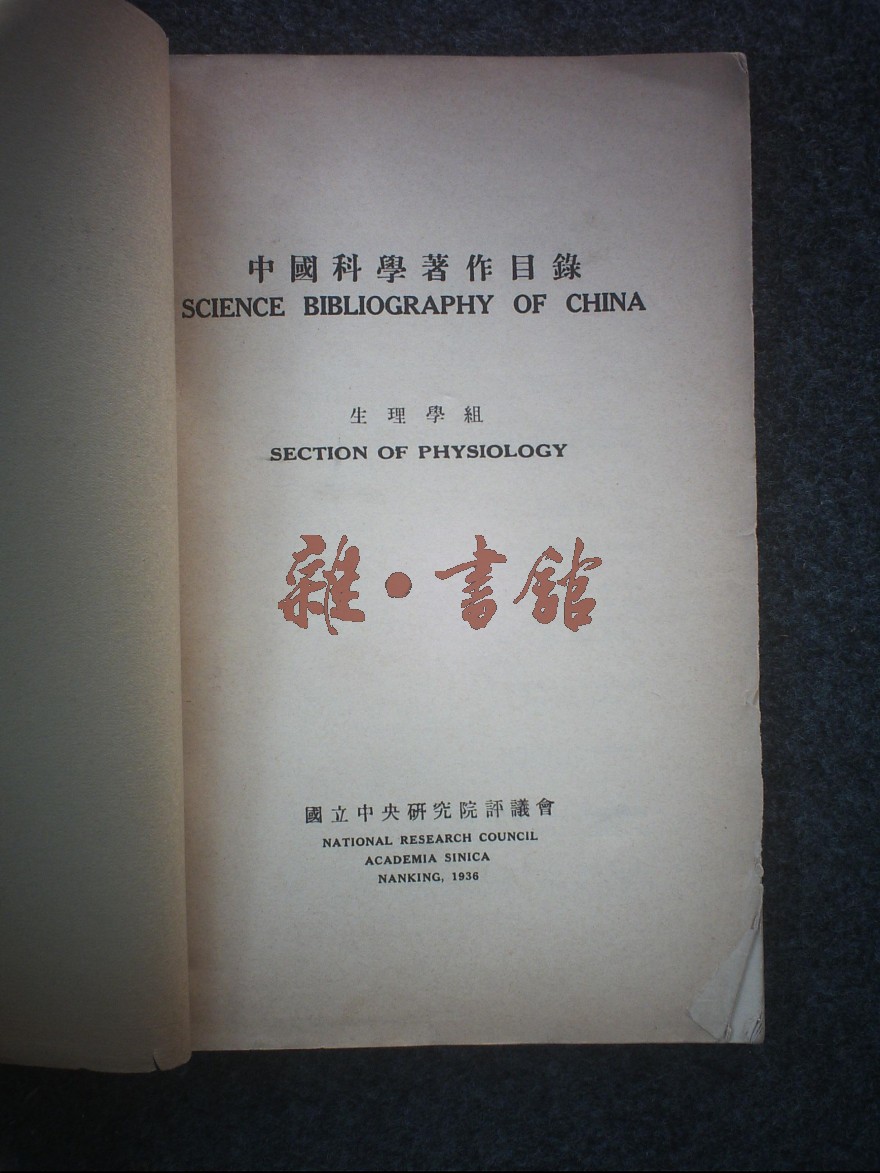 中國科學著作目錄
SCIENCE BIBLIOGRAPHY OF CHINA
生理學組
SECTION OF PHYSIOLOGY
雜·書館
國立中央研究院評議會
NATIONAL RESEARCH COUNCIL
ACADEMIA SINICA
NANKING, 1936